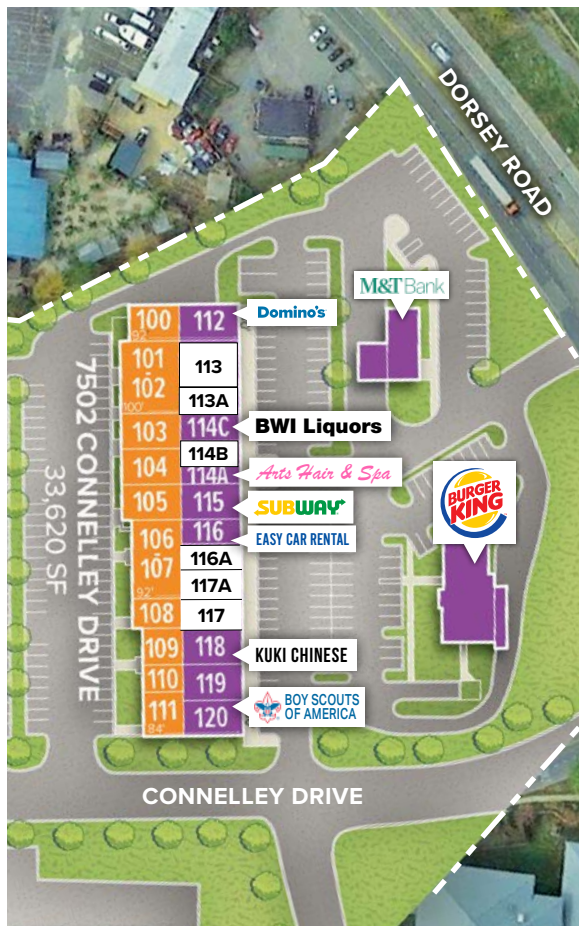 DORSEY ROAD
M&T Bank
100
92'
112
Domino's
101
-
102
100'
113
113A
103
114C
BWI Liquors
114B
104
114A
Arts Hair & Spa
105
115
SUBWAY
BURGER
KING
106
-
107
92'
116
EASY CAR RENTAL
116A
117A
108
117
109
118
KUKI CHINESE
110
119
111
84'
120
BOY SCOUTS
OF AMERICA
7502 CONNELLEY DRIVE
33,620 SF
CONNELLEY DRIVE